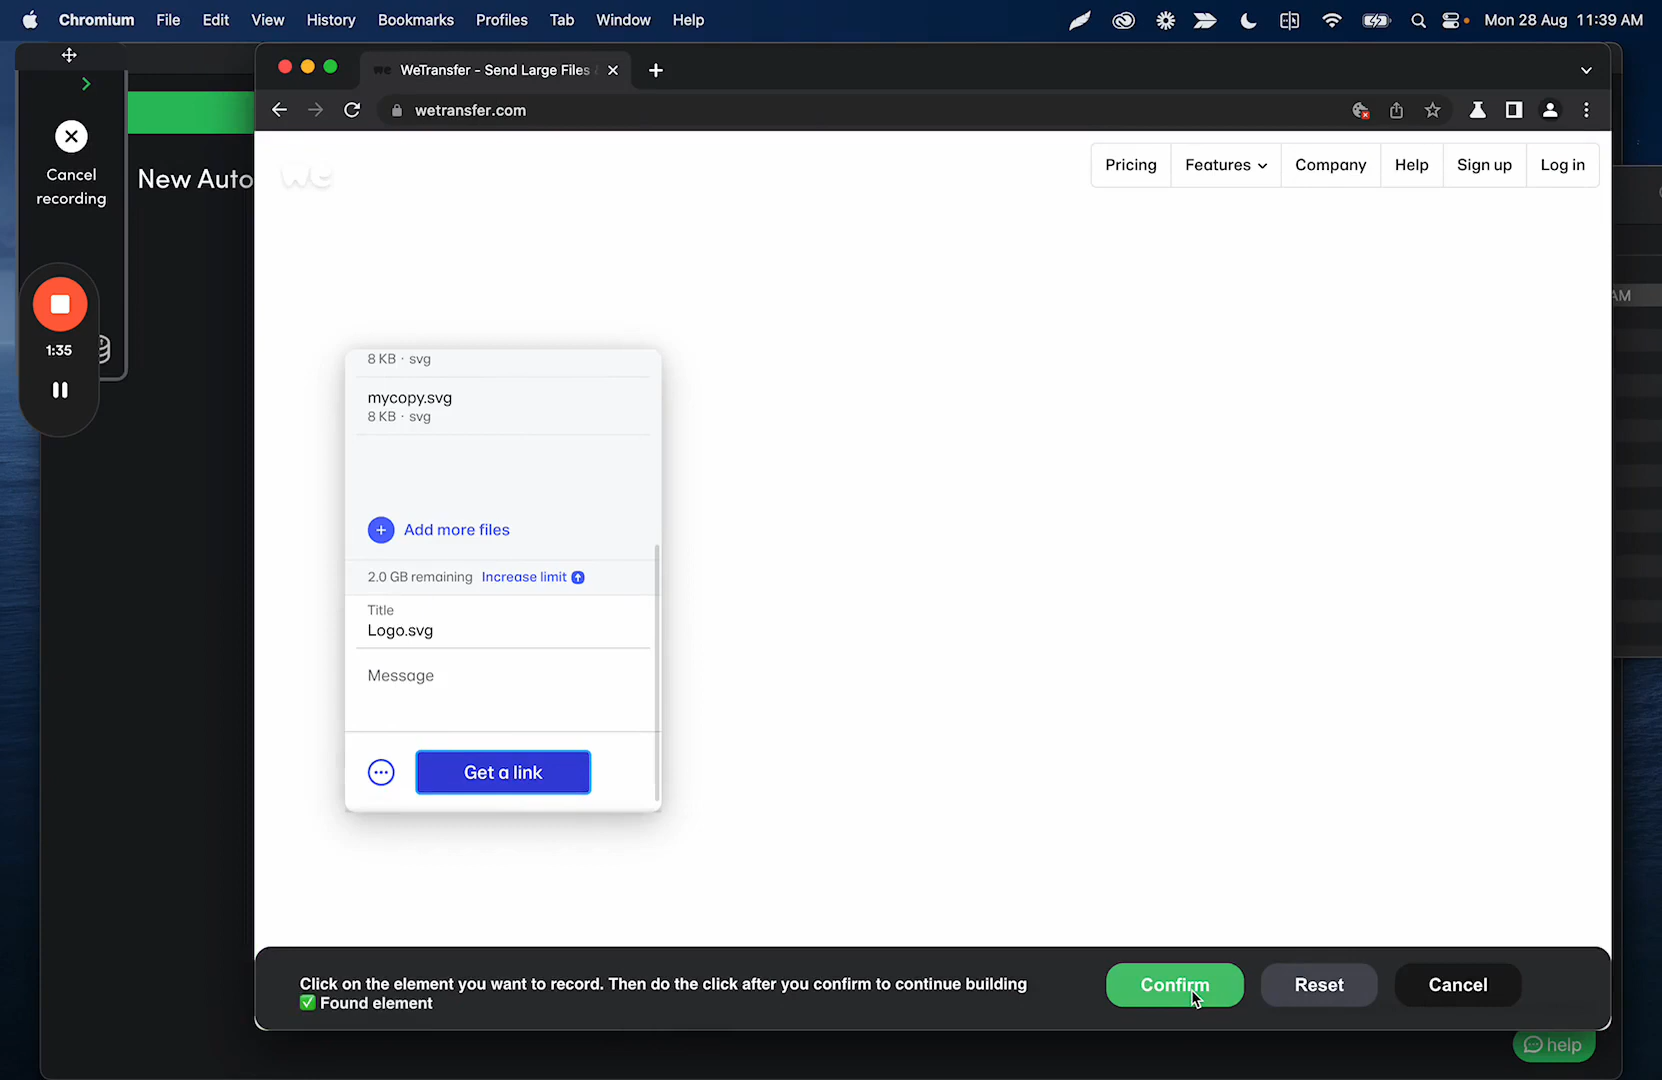 Chromium File Edit View History Bookmarks Profiles Tab Window Help
Mon 28 Aug 11:39 AM
WeTransfer - Send Large Files
wetransfer.com
Cancel
recording
New Auto
1:35
we
Pricing
Features
Company
Help
Sign up
Log in
AM
8 KB · svg
mycopy.svg
8 KB · svg
Add more files
2.0 GB remaining Increase limit
Title
Logo.svg
Message
Get a link
Click on the element you want to record. Then do the click after you confirm to continue building
✅ Found element
Confirm
Reset
Cancel
help